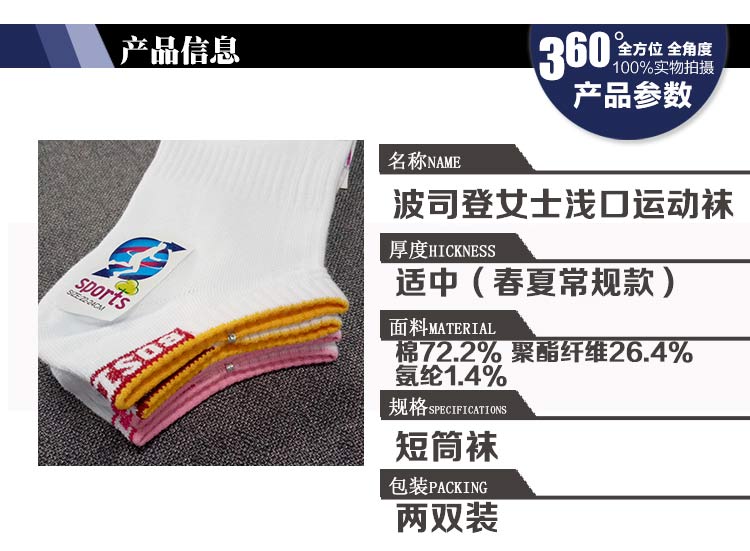 产品信息
360°全方位 全角度
100%实物拍摄
产品参数
名称NAME
波司登女士浅口运动袜
厚度HICKNESS
适中（春夏常规款）
面料MATERIAL
棉72.2% 聚酯纤维26.4%
氨纶1.4%
规格SPECIFICATIONS
短筒袜
包装PACKING
两双装
sports
SIZE:22-24CM